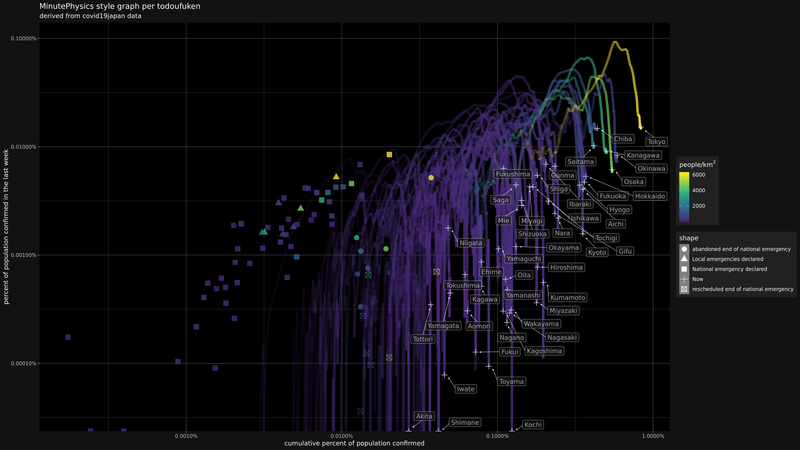 MinutePhysics style graph per todoufuken
derived from covid19japan data
percent of population confirmed in the last week
0.10000%
0.01000%
0.00100%
0.00010%
0.0010%
0.0100%
0.1000%
1.0000%
cumulative percent of population confirmed
Chiba
Tokyo
Saitama
Kanagawa
Okinawa
Fukushima
Gunma
Osaka
Shiga
Saga
Fukuoka
Hokkaido
Ibaraki
Hyogo
Mie
Miyagi
Ishikawa
Aichi
Shizuoka
Nara
Tochigi
Niigata
Okayama
Kyoto
Gifu
Yamaguchi
Ehime
Oita
Hiroshima
Tokushima
Kagawa
Yamanashi
Kumamoto
Miyazaki
Yamagata
Aomori
Wakayama
Tottori
Nagano
Nagasaki
Fukui
Kagoshima
Toyama
Iwate
Akita
Shimane
Kochi
people/km²
6000
4000
2000
shape
abandoned end of national emergency
Local emergencies declared
National emergency declared
Now
rescheduled end of national emergency